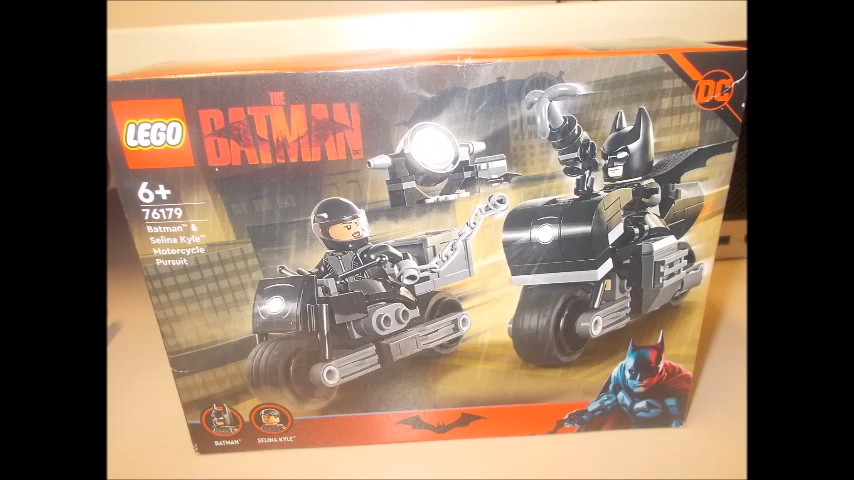 LEGO
THE
BATMAN
DC
6+
76179
Batman™ &
Selina Kyle™
Motorcycle
Pursuit
BATMAN™
SELINA KYLE™